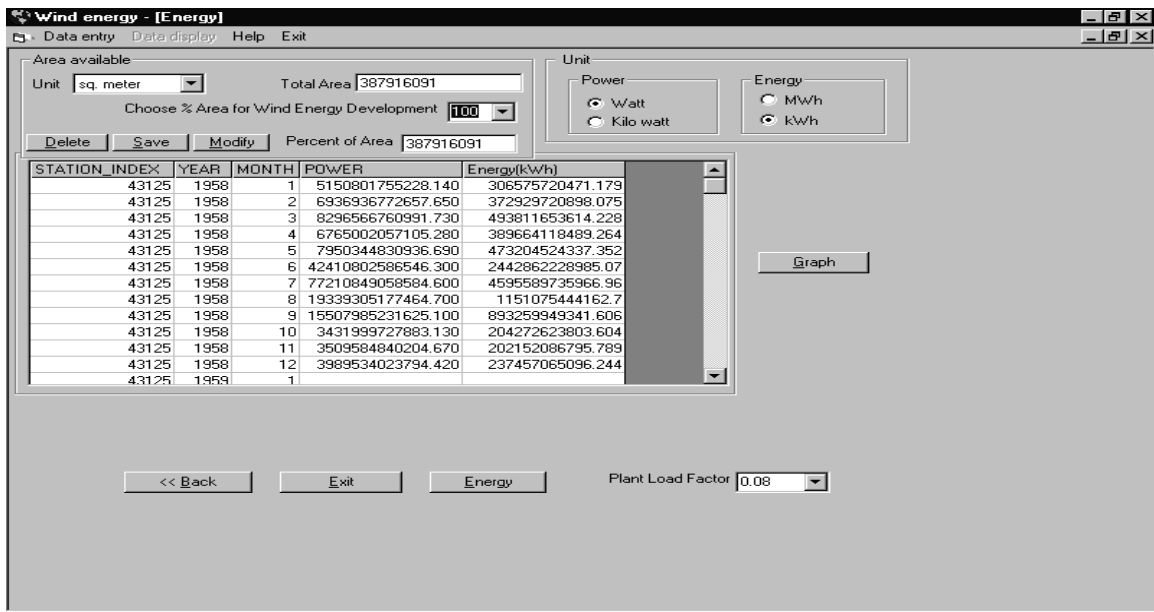 Wind energy - [Energy]
Data entry Data display Help Exit
Area available
Unit sq. meter Total Area 387916091
Choose % Area for Wind Energy Development 100
Delete Save Modify Percent of Area 387916091
Unit
Power
Watt
Kilo watt
Energy
MWh
kWh
STATION_INDEX YEAR MONTH POWER Energy(kWh)
43125 1958 1 5150801755228.140 306575720471.179
43125 1958 2 6936936772657.650 372929720898.075
43125 1958 3 8296566760991.730 493811653614.228
43125 1958 4 6765002057105.280 389664118489.264
43125 1958 5 7950344830936.690 473204524337.352
43125 1958 6 42410802586546.300 2442862228985.07
43125 1958 7 77210849058584.600 4595589735966.96
43125 1958 8 19339305177464.700 1151075444162.7
43125 1958 9 15507985231625.100 893259949341.606
43125 1958 10 3431999727883.130 204272623803.604
43125 1958 11 3509584840204.670 202152086795.789
43125 1958 12 3989534023794.420 237457065096.244
43125 1959 1
Graph
<< Back Exit Energy Plant Load Factor 0.08